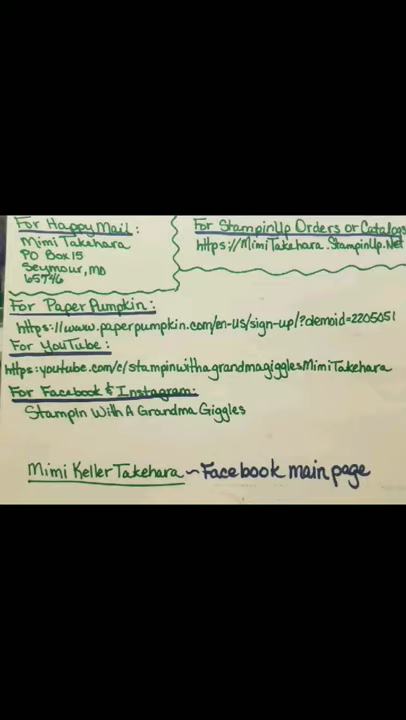 For Happy Mail:
Mimi Takehara
PO Box 15
Seymour, MO
65746
For StampinUp Orders or Catalogs
https://MimiTakehara.StampinUp.Net
For Paper Pumpkin:
https://www.paperpumpkin.com/en-us/sign-up/?demoid=2205051
For YouTube:
https:youtube.com/c/stampinwithagrandmagigglesMimiTakehara
For Facebook & Instagram:
Stampin With A Grandma Giggles
Mimi Keller Takehara ~ Facebook main page